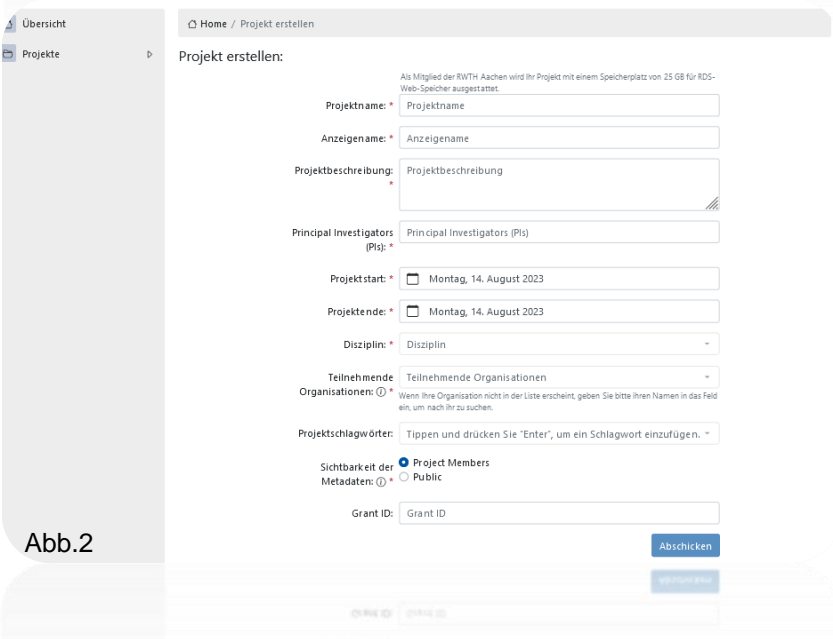 Übersicht
Projekte
Home / Projekt erstellen
Projekt erstellen:
Als Mitglied der RWTH Aachen wird Ihr Projekt mit einem Speicherplatz von 25 GB für RDS-
Web-Speicher ausgestattet.
Projektname: * Projektname
Anzeigename: * Anzeigename
Projektbeschreibung: Projektbeschreibung
*
Principal Investigators Principal Investigators (PIs)
(PIs): *
Projektstart: * Montag, 14. August 2023
Projektende: * Montag, 14. August 2023
Disziplin: * Disziplin
Teilnehmende Teilnehmende Organisationen
Organisationen: *
Wenn Ihre Organisation nicht in der Liste erscheint, geben Sie bitte Ihren Namen in das Feld
ein, um nach ihr zu suchen.
Projektschlagwörter: Tippen und drücken Sie "Enter", um ein Schlagwort einzufügen.
Sichtbarkeit der Project Members
Metadaten: * Public
Grant ID: Grant ID
Abb.2
Abschicken